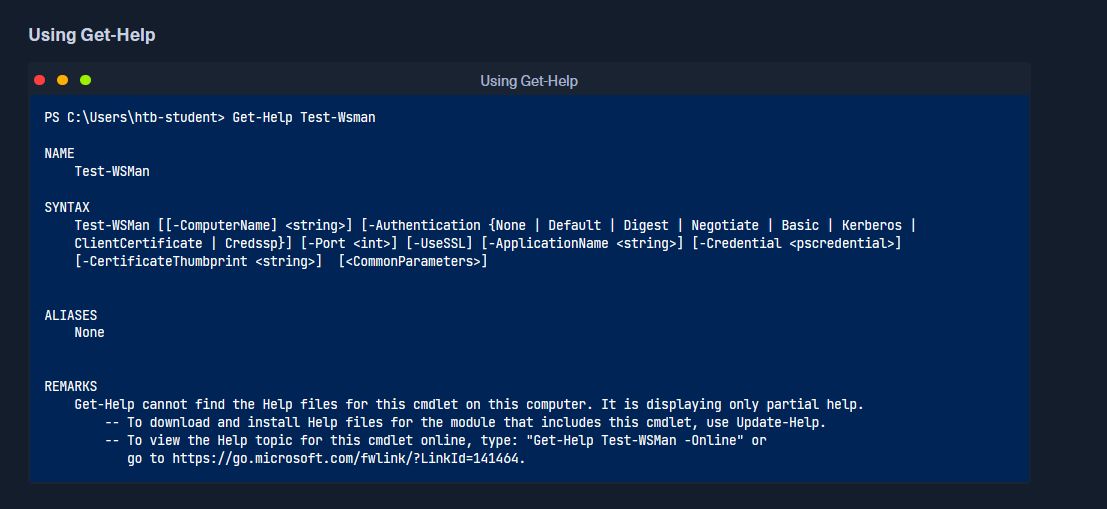 Using Get-Help
Using Get-Help
PS C:\Users\htb-student> Get-Help Test-Wsman
NAME
Test-WSMan
SYNTAX
Test-WSMan [[-ComputerName] <string>] [-Authentication {None | Default | Digest | Negotiate | Basic | Kerberos |
ClientCertificate | Credssp}] [-Port <int>] [-UseSSL] [-ApplicationName <string>] [-Credential <pscredential>]
[-CertificateThumbprint <string>]  [<CommonParameters>]
ALIASES
None
REMARKS
Get-Help cannot find the Help files for this cmdlet on this computer. It is displaying only partial help.
-- To download and install Help files for the module that includes this cmdlet, use Update-Help.
-- To view the Help topic for this cmdlet online, type: "Get-Help Test-WSMan -Online" or
go to https://go.microsoft.com/fwlink/?LinkId=141464.